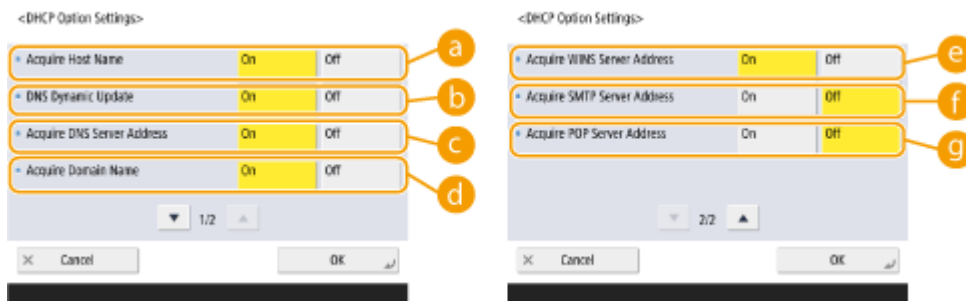 <DHCP Option Settings>
Acquire Host Name On Off a
DNS Dynamic Update On Off b
Acquire DNS Server Address On Off c
Acquire Domain Name On Off d
▼ 1/2 ▲
× Cancel OK
<DHCP Option Settings>
Acquire WINS Server Address On Off e
Acquire SMTP Server Address On Off f
Acquire POP Server Address On Off g
▼ 2/2 ▲
× Cancel OK